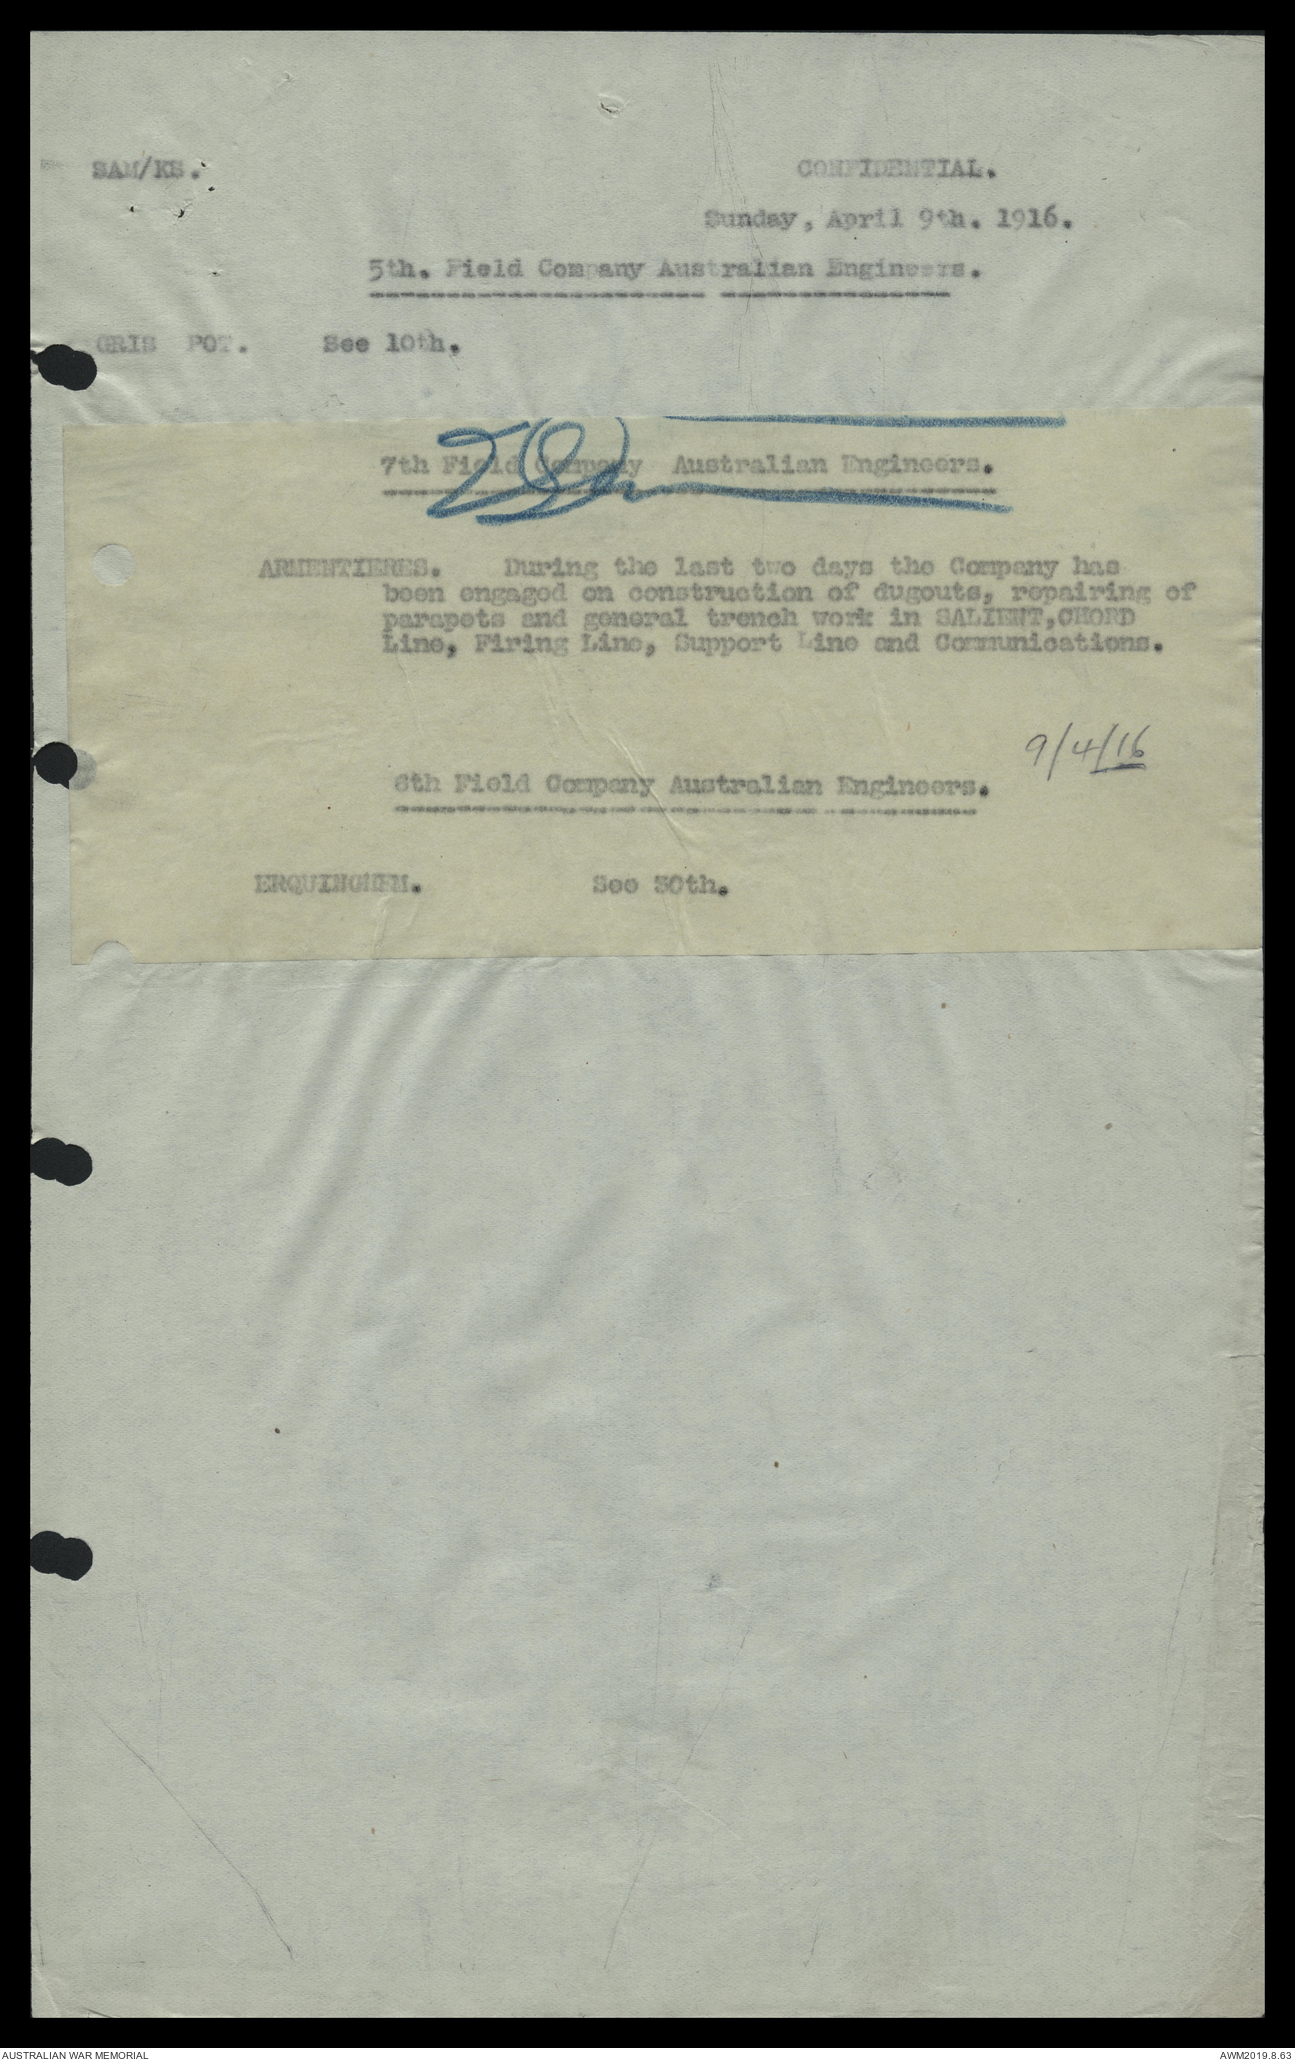 SAM/KS.
CONFIDENTIAL.
Sunday, April 9th. 1916.
5th. Field Company Australian Engineers.
GRIS POT. See 10th.
7th Field Company Australian Engineers.
ARMENTIERES. During the last two days the Company has
been engaged on construction of dugouts, repairing of
parapets and general trench work in SALIENT,CHORD
Line, Firing Line, Support Line and Communications.
9/4/16
6th Field Company Australian Engineers.
ERQUINGHEM. See 30th.
AUSTRALIAN WAR MEMORIAL
AWM2019.8.63